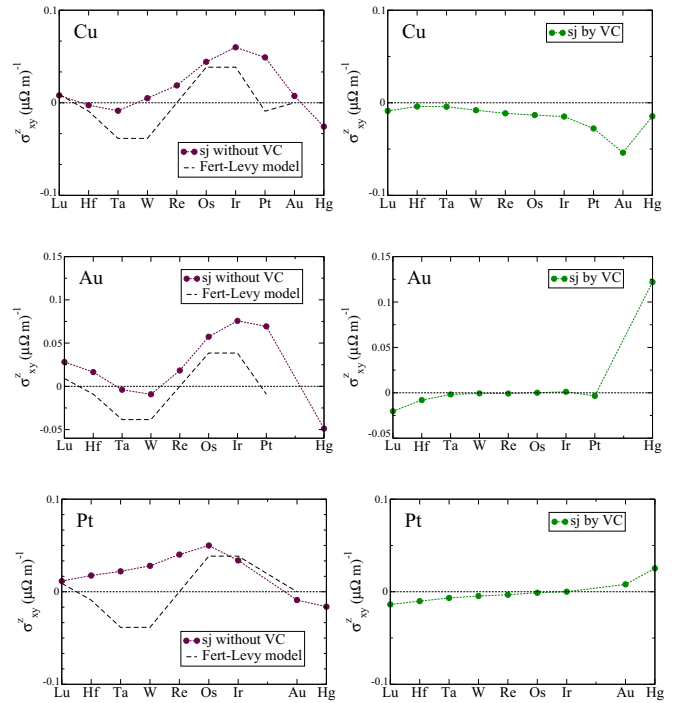 Cu
0.1
0
-0.1
σ^z_xy (μΩ m)^-1
sj without VC
Fert-Levy model
Lu Hf Ta W Re Os Ir Pt Au Hg
Cu
0.1
0
-0.1
σ^z_xy (μΩ m)^-1
sj by VC
Lu Hf Ta W Re Os Ir Pt Au Hg
Au
0.15
0.1
0.05
0
-0.05
σ^z_xy (μΩ m)^-1
sj without VC
Fert-Levy model
Lu Hf Ta W Re Os Ir Pt Hg
Au
0.15
0.1
0.05
0
-0.05
σ^z_xy (μΩ m)^-1
sj by VC
Lu Hf Ta W Re Os Ir Pt Hg
Pt
0.1
0
-0.1
σ^z_xy (μΩ m)^-1
sj without VC
Fert-Levy model
Lu Hf Ta W Re Os Ir Au Hg
Pt
0.1
0
-0.1
σ^z_xy (μΩ m)^-1
sj by VC
Lu Hf Ta W Re Os Ir Au Hg